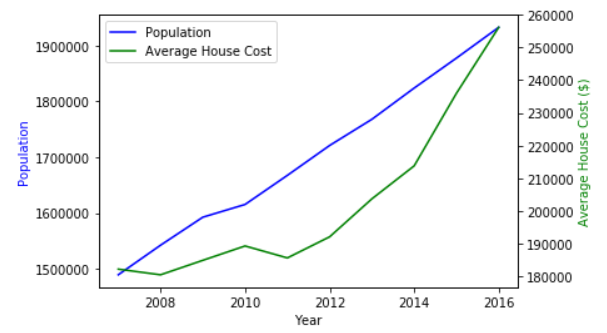 Population
Average House Cost
1900000
1800000
1700000
1600000
1500000
Population
260000
250000
240000
230000
220000
210000
200000
190000
180000
Average House Cost ($)
2008 2010 2012 2014 2016
Year